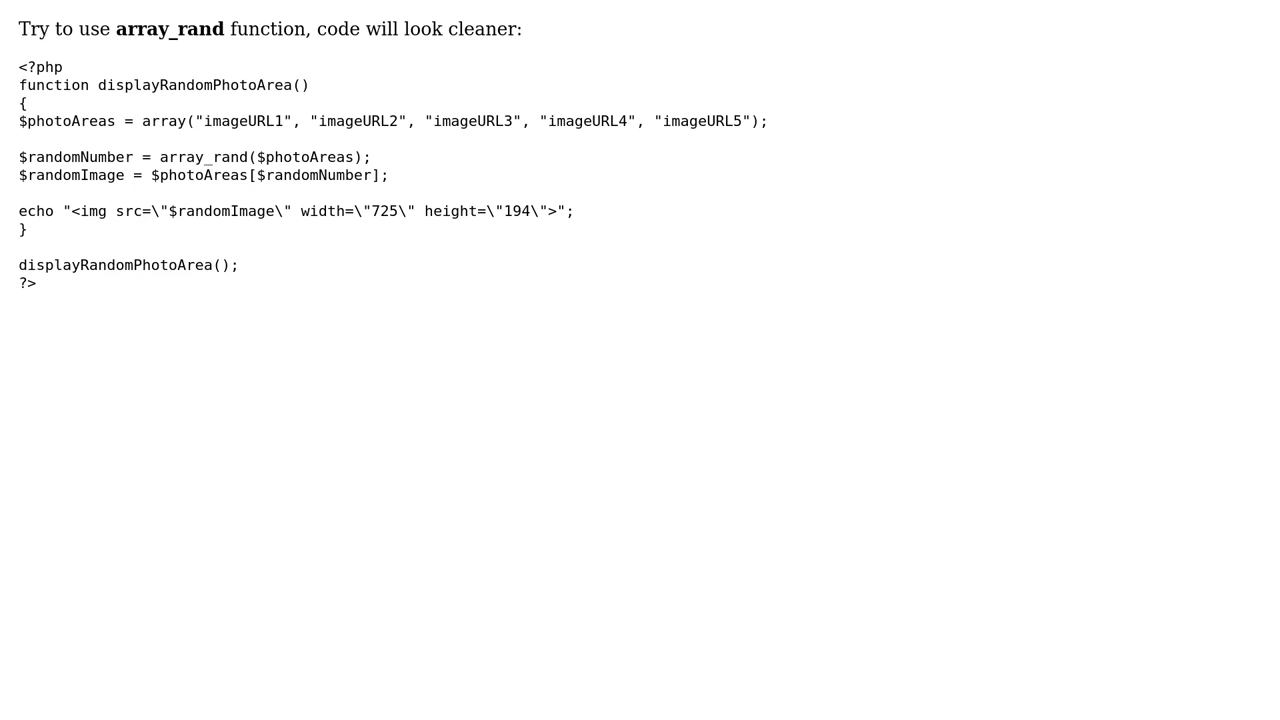 Try to use array_rand function, code will look cleaner:
<?php
function displayRandomPhotoArea()
{
$photoAreas = array("imageURL1", "imageURL2", "imageURL3", "imageURL4", "imageURL5");
$randomNumber = array_rand($photoAreas);
$randomImage = $photoAreas[$randomNumber];
echo "<img src=\"$randomImage\" width=\"725\" height=\"194\">";
}
displayRandomPhotoArea();
?>